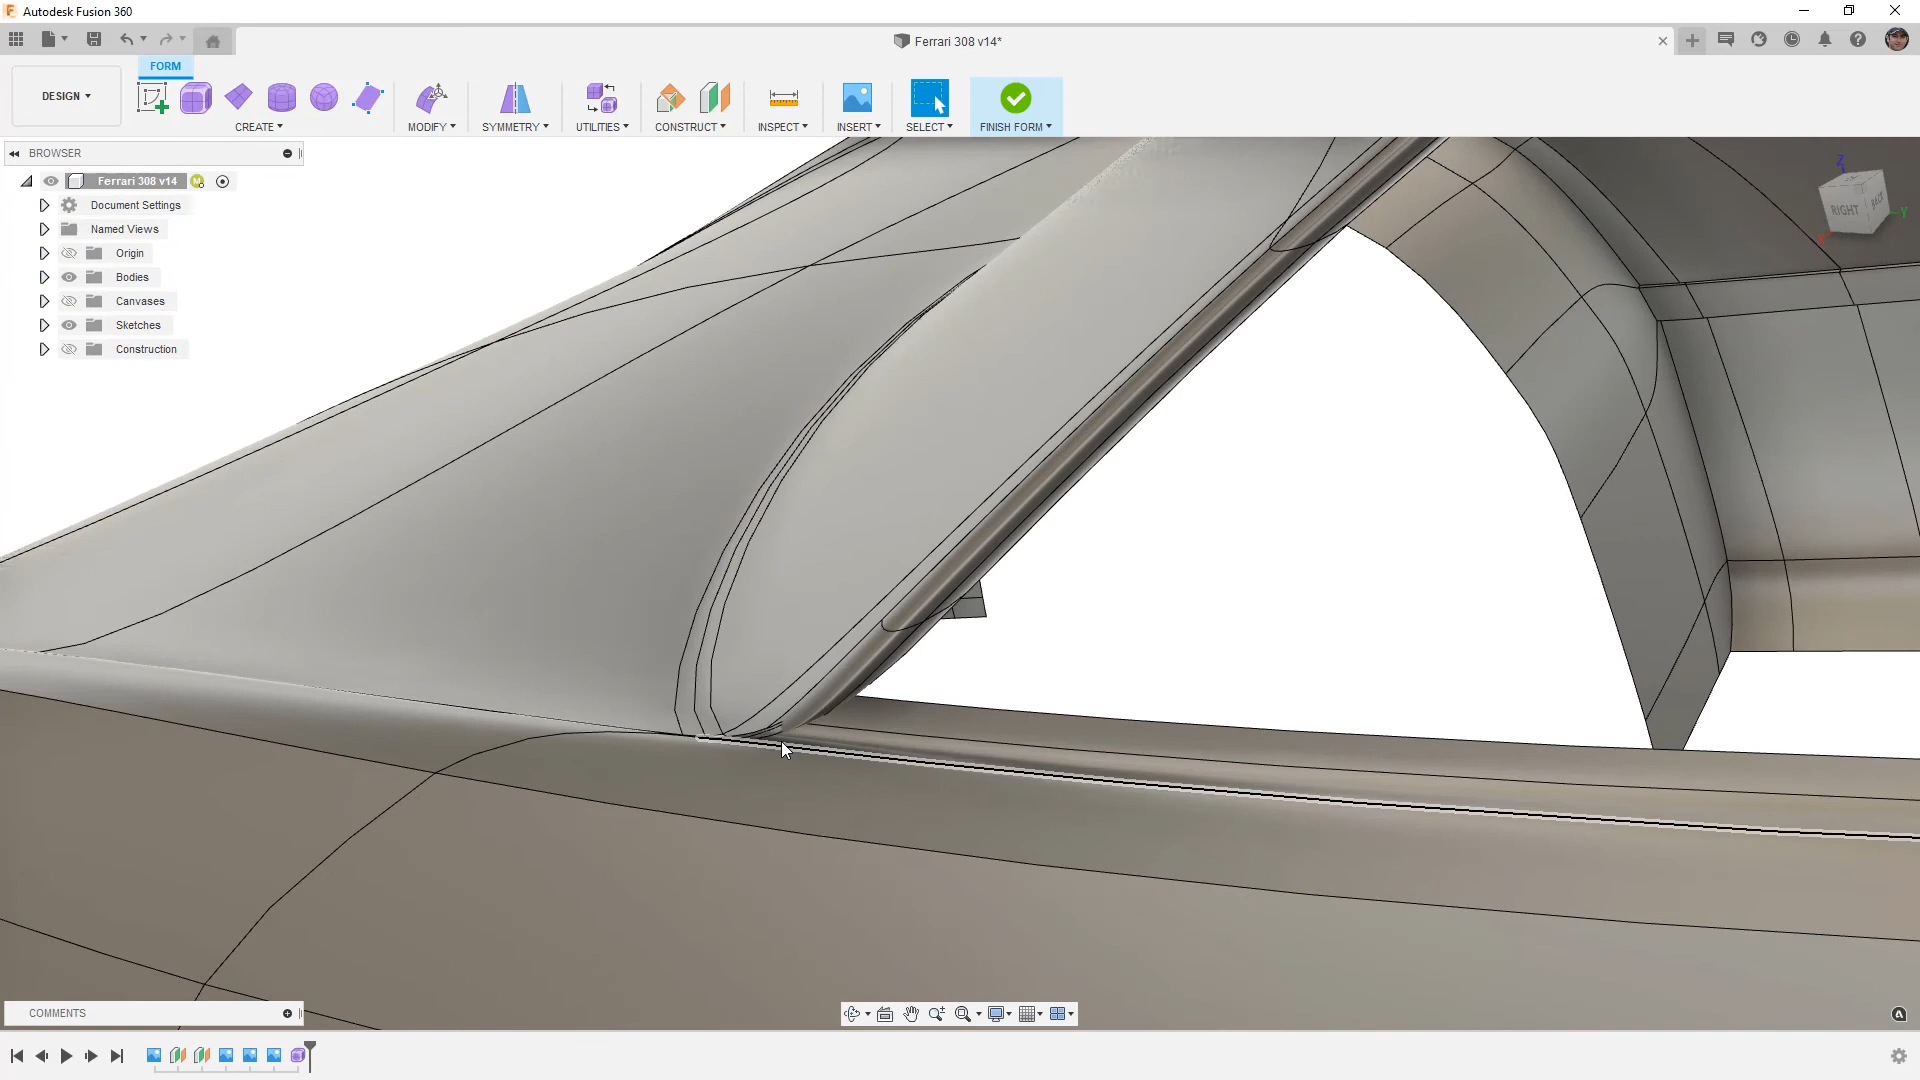 Autodesk Fusion 360
Ferrari 308 v14*
FORM
DESIGN
CREATE
MODIFY
SYMMETRY
UTILITIES
CONSTRUCT
INSPECT
INSERT
SELECT
FINISH FORM
BROWSER
Ferrari 308 v14
Document Settings
Named Views
Origin
Bodies
Canvases
Sketches
Construction
Z
RIGHT
BACK
Y
X
COMMENTS